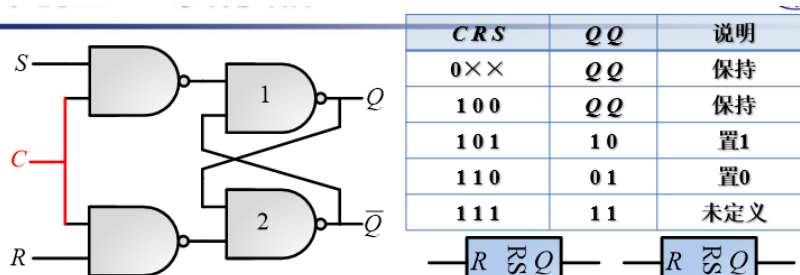 S
C
R
1
2
Q
Q̅
C R S Q Q 说明
0×× Q Q 保持
1 0 0 Q Q 保持
1 0 1 1 0 置1
1 1 0 0 1 置0
1 1 1 1 1 未定义
R RS Q
R RS Q